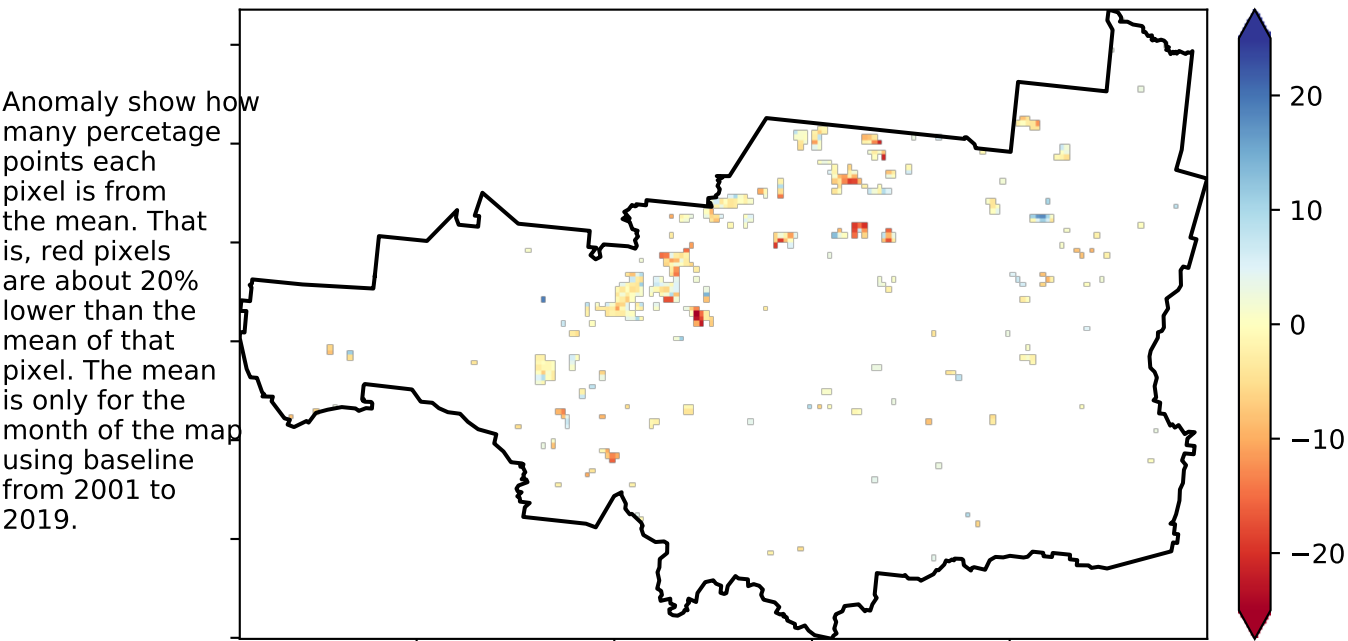 Anomaly show how
many percetage
points each
pixel is from
the mean. That
is, red pixels
are about 20%
lower than the
mean of that
pixel. The mean
is only for the
month of the map
using baseline
from 2001 to
2019.
20
10
0
−10
−20